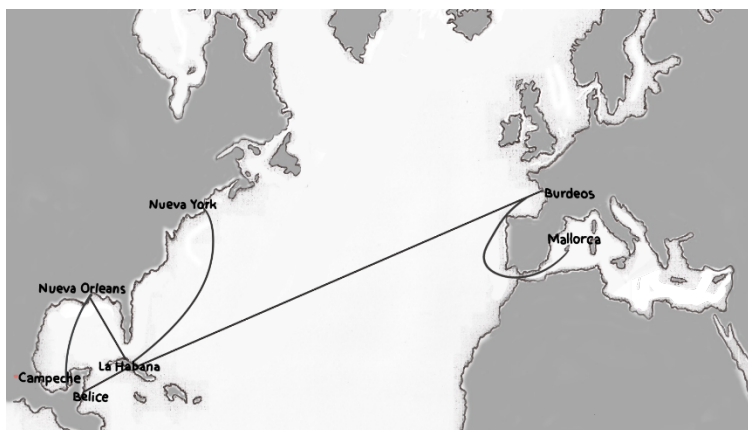 Burdeos
Nueva York
Mallorca
Nueva Orleans
La Habana
Campeche
Belice